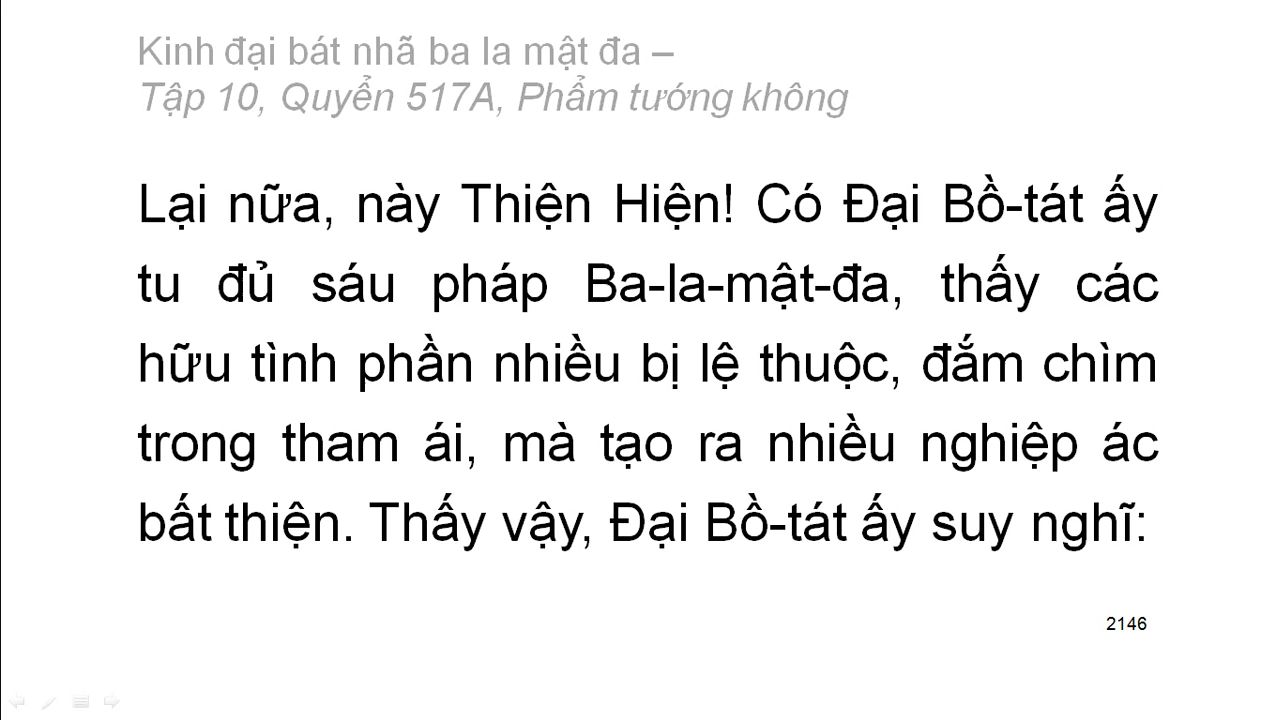 Kinh đại bát nhã ba la mật đa –
Tập 10, Quyển 517A, Phẩm tướng không
Lại nữa, này Thiện Hiện! Có Đại Bồ-tát ấy
tu đủ sáu pháp Ba-la-mật-đa, thấy các
hữu tình phần nhiều bị lệ thuộc, đắm chìm
trong tham ái, mà tạo ra nhiều nghiệp ác
bất thiện. Thấy vậy, Đại Bồ-tát ấy suy nghĩ:
2146